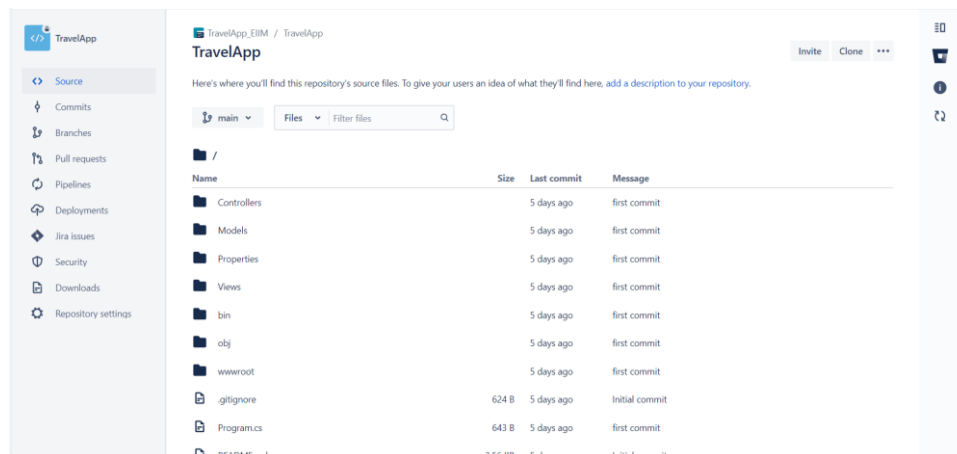 TravelApp
Source
Commits
Branches
Pull requests
Pipelines
Deployments
Jira issues
Security
Downloads
Repository settings
TravelApp_EIIM / TravelApp
TravelApp
Invite Clone
Here's where you'll find this repository's source files. To give your users an idea of what they'll find here, add a description to your repository.
main Files Filter files
/
Name Size Last commit Message
Controllers 5 days ago first commit
Models 5 days ago first commit
Properties 5 days ago first commit
Views 5 days ago first commit
bin 5 days ago first commit
obj 5 days ago first commit
wwwroot 5 days ago first commit
.gitignore 624 B 5 days ago Initial commit
Program.cs 643 B 5 days ago first commit